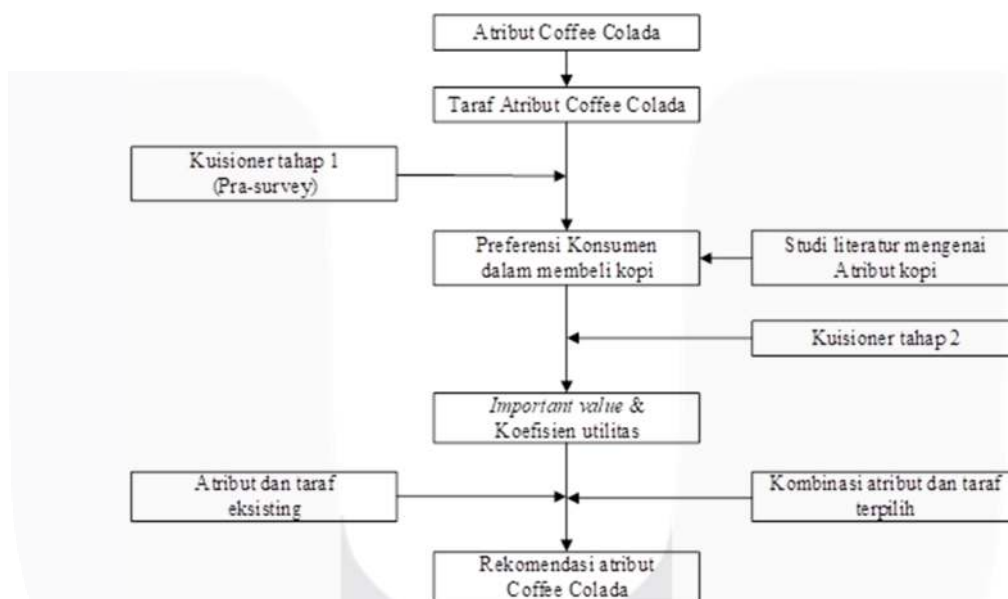 Atribut Coffee Colada
Taraf Atribut Coffee Colada
Kuisioner tahap 1
(Pra-survey)
Preferensi Konsumen
dalam membeli kopi
Studi literatur mengenai
Atribut kopi
Kuisioner tahap 2
Important value &
Koefisien utilitas
Atribut dan taraf
eksisting
Kombinasi atribut dan taraf
terpilih
Rekomendasi atribut
Coffee Colada